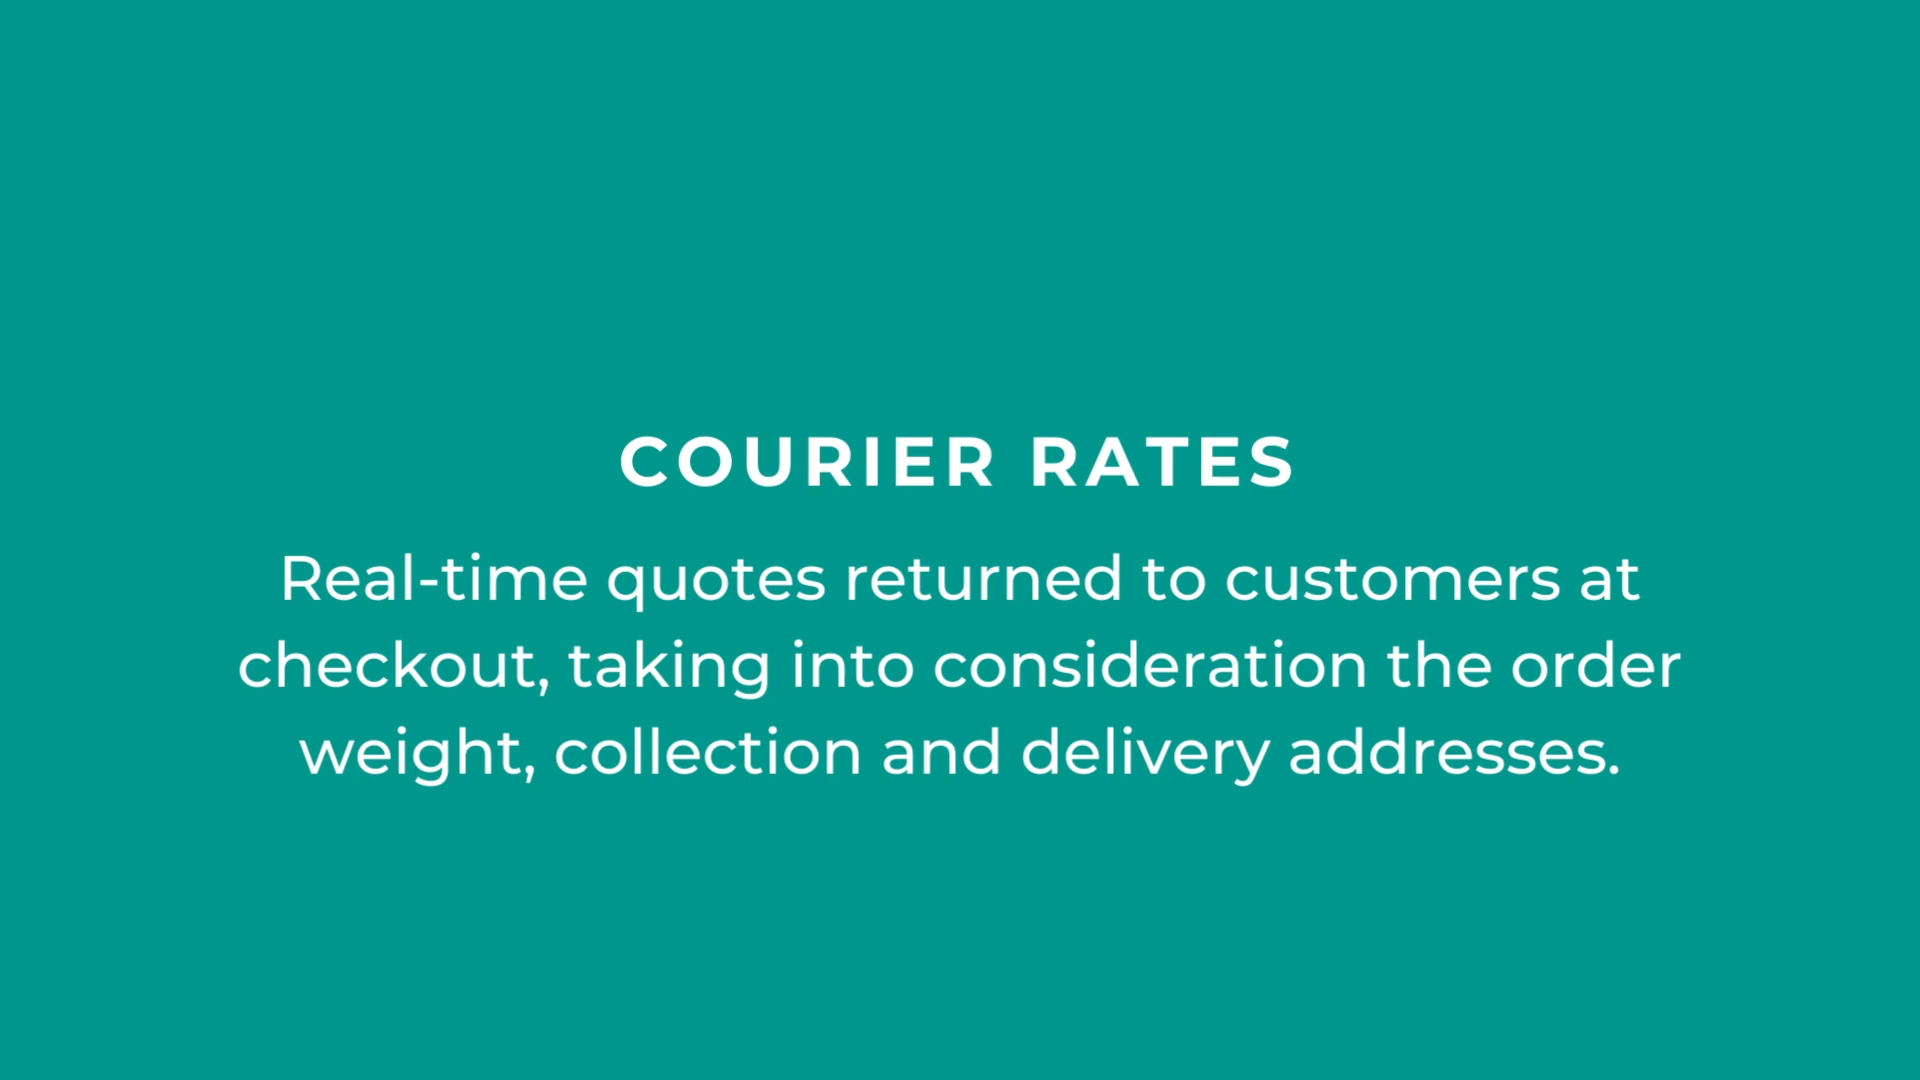 COURIER RATES
Real-time quotes returned to customers at
checkout, taking into consideration the order
weight, collection and delivery addresses.